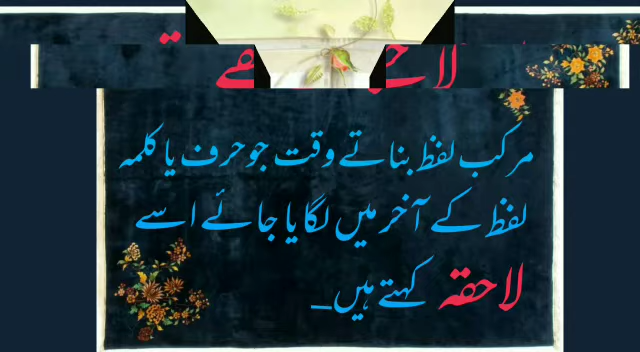 مرکب لفظ بناتے وقت جو حرف یا کلمہ
لفظ کے آخر میں لگایا جائے اسے
لاحقہ کہتے ہیں۔